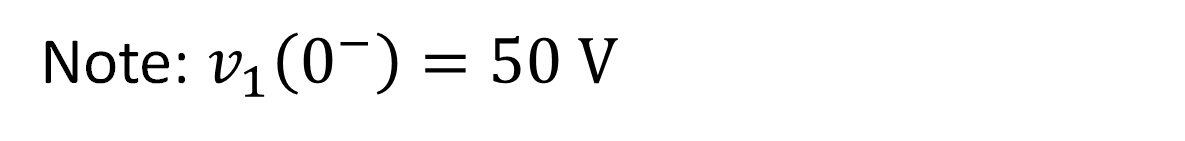 Note: 𝑣₁(0⁻) = 50 V